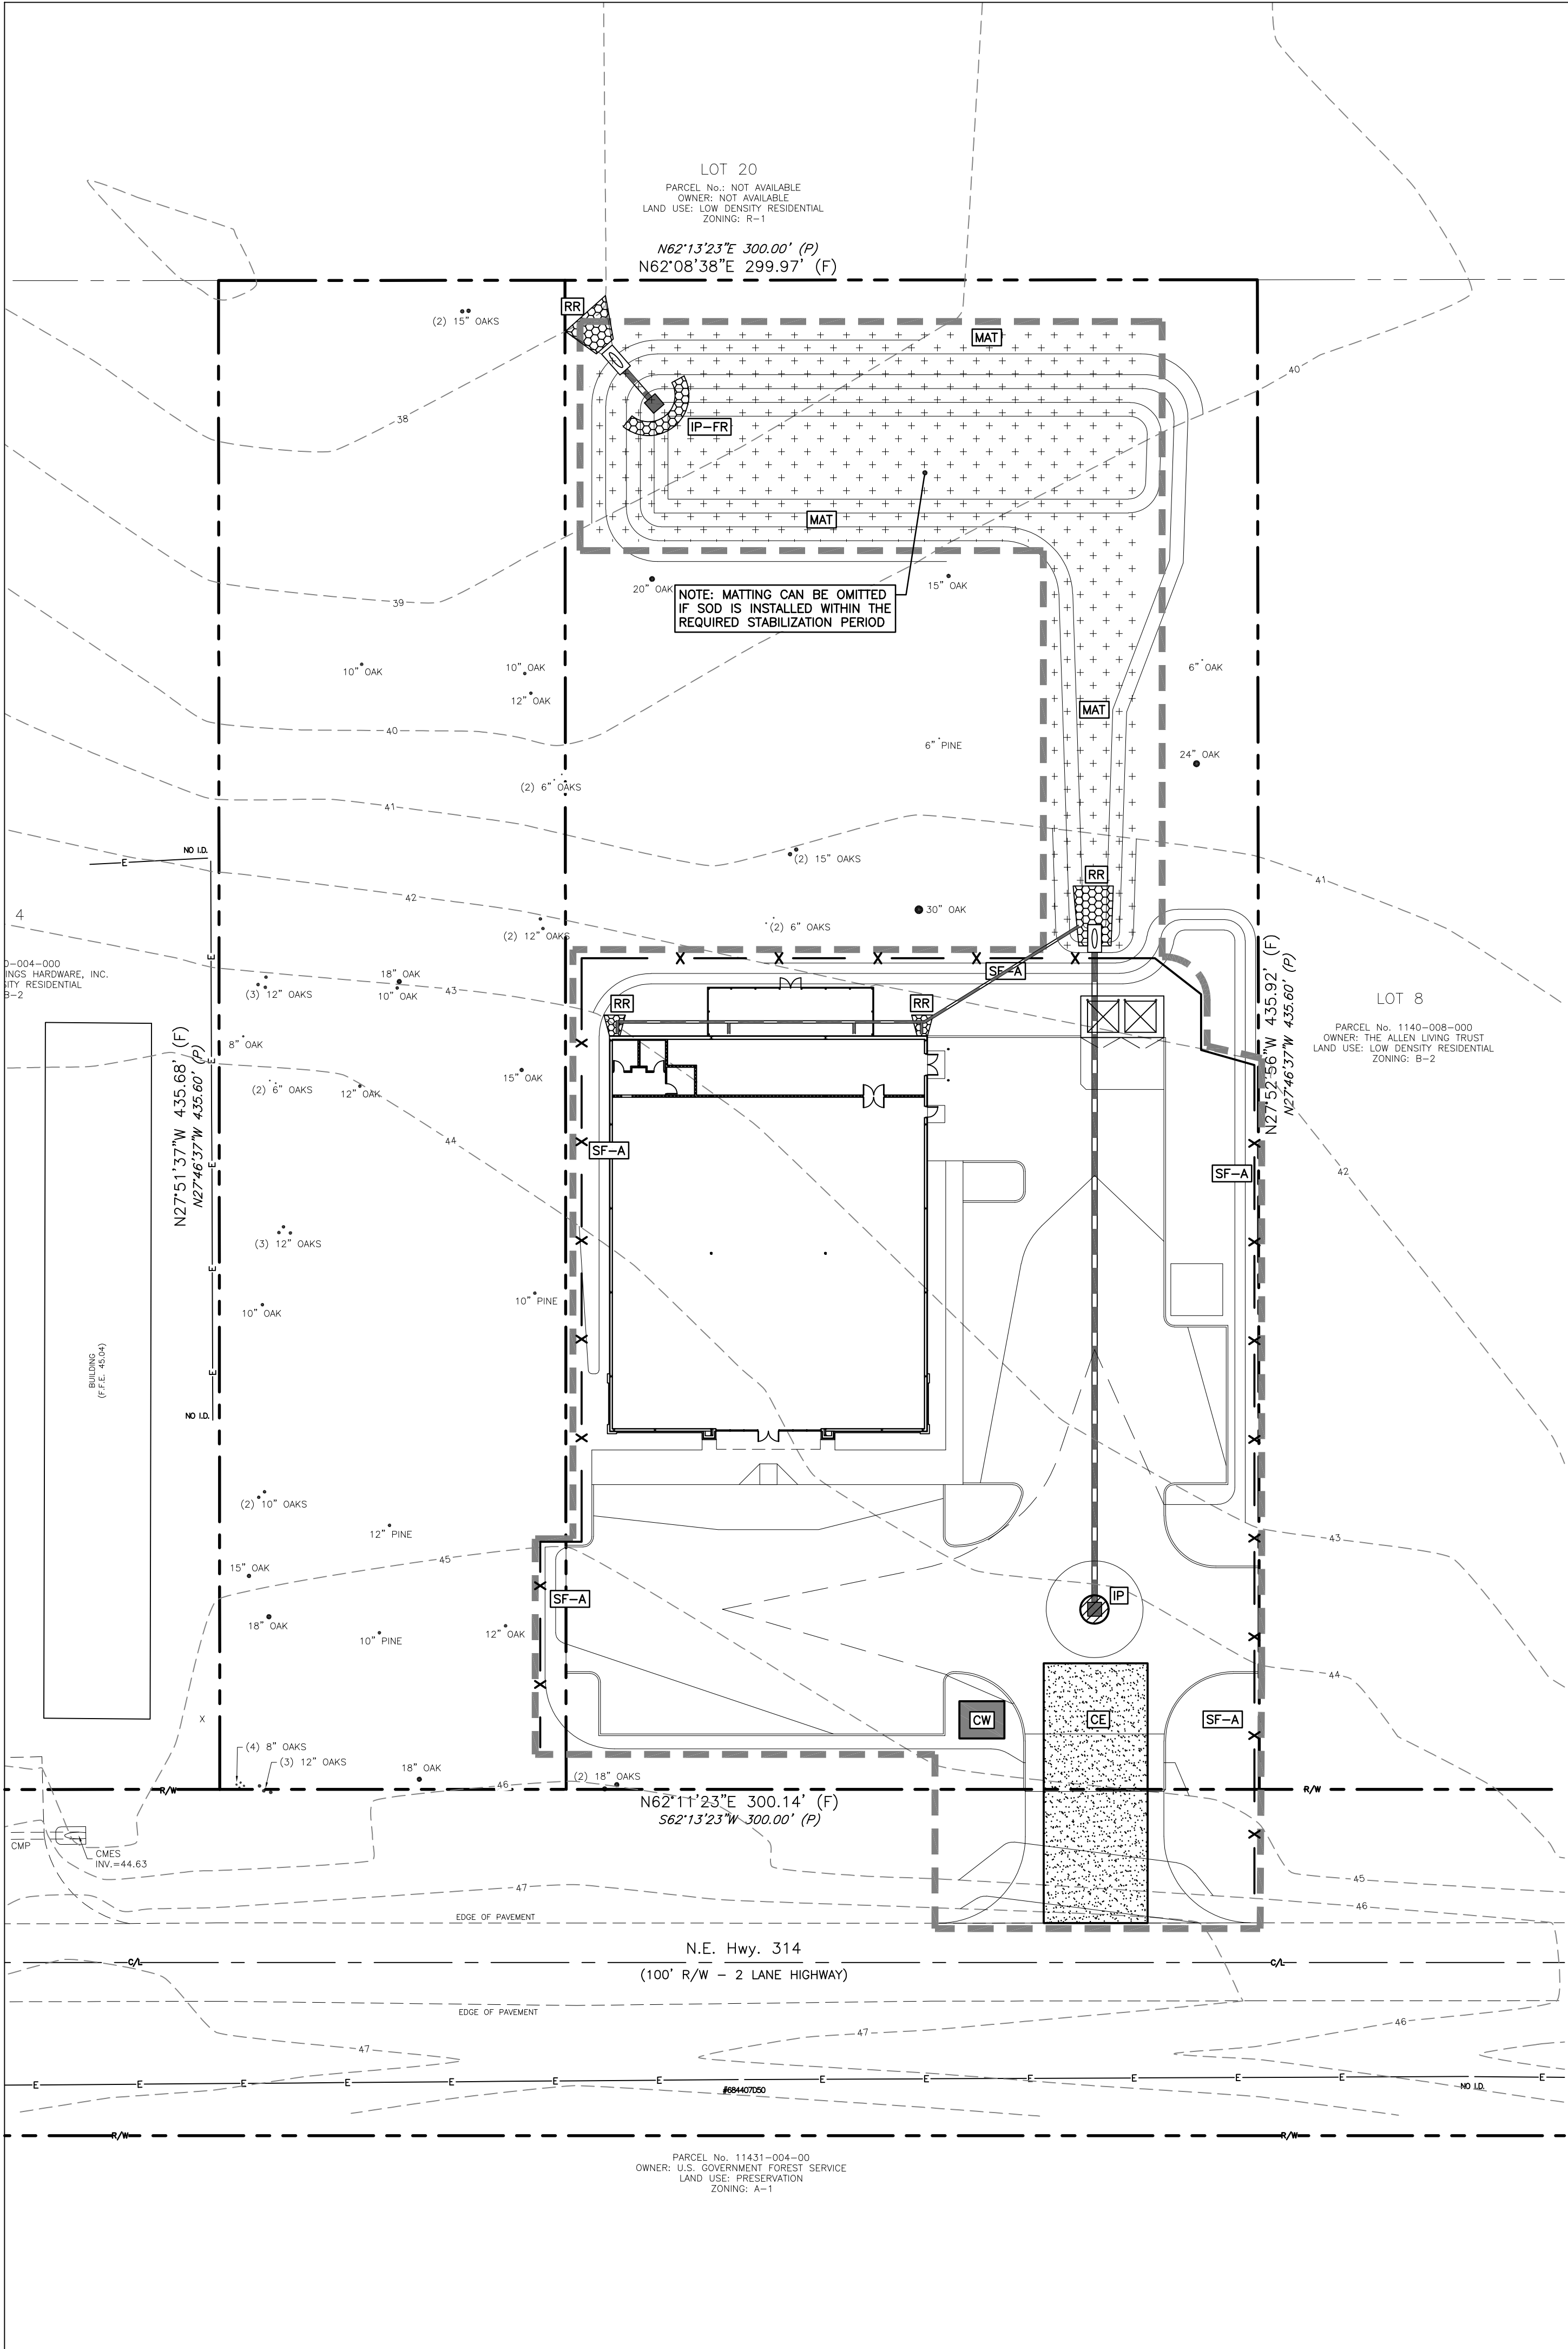 LOT 20
PARCEL No.: NOT AVAILABLE
OWNER: NOT AVAILABLE
LAND USE: LOW DENSITY RESIDENTIAL
ZONING: R-1
N62°13'23"E 300.00' (P)
N62°08'38"E 299.97' (F)
RR
(2) 15" OAKS
MAT
40
38
IP-FR
MAT
20" OAK
15" OAK
NOTE: MATTING CAN BE OMITTED
IF SOD IS INSTALLED WITHIN THE
REQUIRED STABILIZATION PERIOD
39
10" OAK
10" OAK
12" OAK
6" OAK
MAT
40
6" PINE
24" OAK
(2) 6" OAKS
41
NO I.D.
E
(2) 15" OAKS
RR
41
42
4
30" OAK
(2) 6" OAKS
(2) 12" OAKS
0-004-000
INGS HARDWARE, INC.
SITY RESIDENTIAL
B-2
E
18" OAK
10" OAK
(3) 12" OAKS
43
X X X X X
SF-A
RR
RR
LOT 8
PARCEL No. 1140-008-000
OWNER: THE ALLEN LIVING TRUST
LAND USE: LOW DENSITY RESIDENTIAL
ZONING: B-2
N27°52'56"W 435.92' (F)
N27°46'37"W 435.60' (P)
N27°51'37"W 435.68' (F)
N27°46'37"W 435.60' (P)
8" OAK
X
E
15" OAK
(2) 6" OAKS
12" OAK
44
X
SF-A
X
E
SF-A
42
(3) 12" OAKS
X
X
E
10" PINE
10" OAK
X
X
BUILDING
(F.F.E. 45.04)
E
NO I.D.
X
X
(2) 10" OAKS
12" PINE
X
43
45
15" OAK
X
SF-A
IP
18" OAK
10" PINE
12" OAK
X
44
X
X
CW
CE
SF-A
X
(4) 8" OAKS
(3) 12" OAKS
18" OAK
(2) 18" OAKS
46
R/W
R/W
N62°11'23"E 300.14' (F)
S62°13'23"W 300.00' (P)
X
CMP
CMES
INV.=44.63
45
47
46
EDGE OF PAVEMENT
N.E. Hwy. 314
C/L
C/L
(100' R/W - 2 LANE HIGHWAY)
EDGE OF PAVEMENT
46
47
47
E E E E E E E E E E E E E E
#684407D50
NO I.D.
R/W
R/W
PARCEL No. 11431-004-00
OWNER: U.S. GOVERNMENT FOREST SERVICE
LAND USE: PRESERVATION
ZONING: A-1